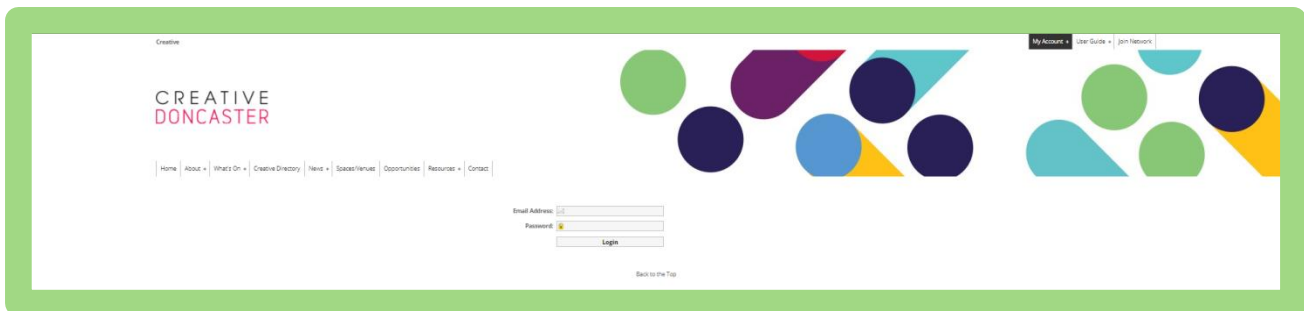 Creative
My Account + User Guide + Join Network
CREATIVE
DONCASTER
Home About + What's On + Creative Directory News + Spaces/Venues Opportunities Resources + Contact
Email Address:
Password:
Login
Back to the Top